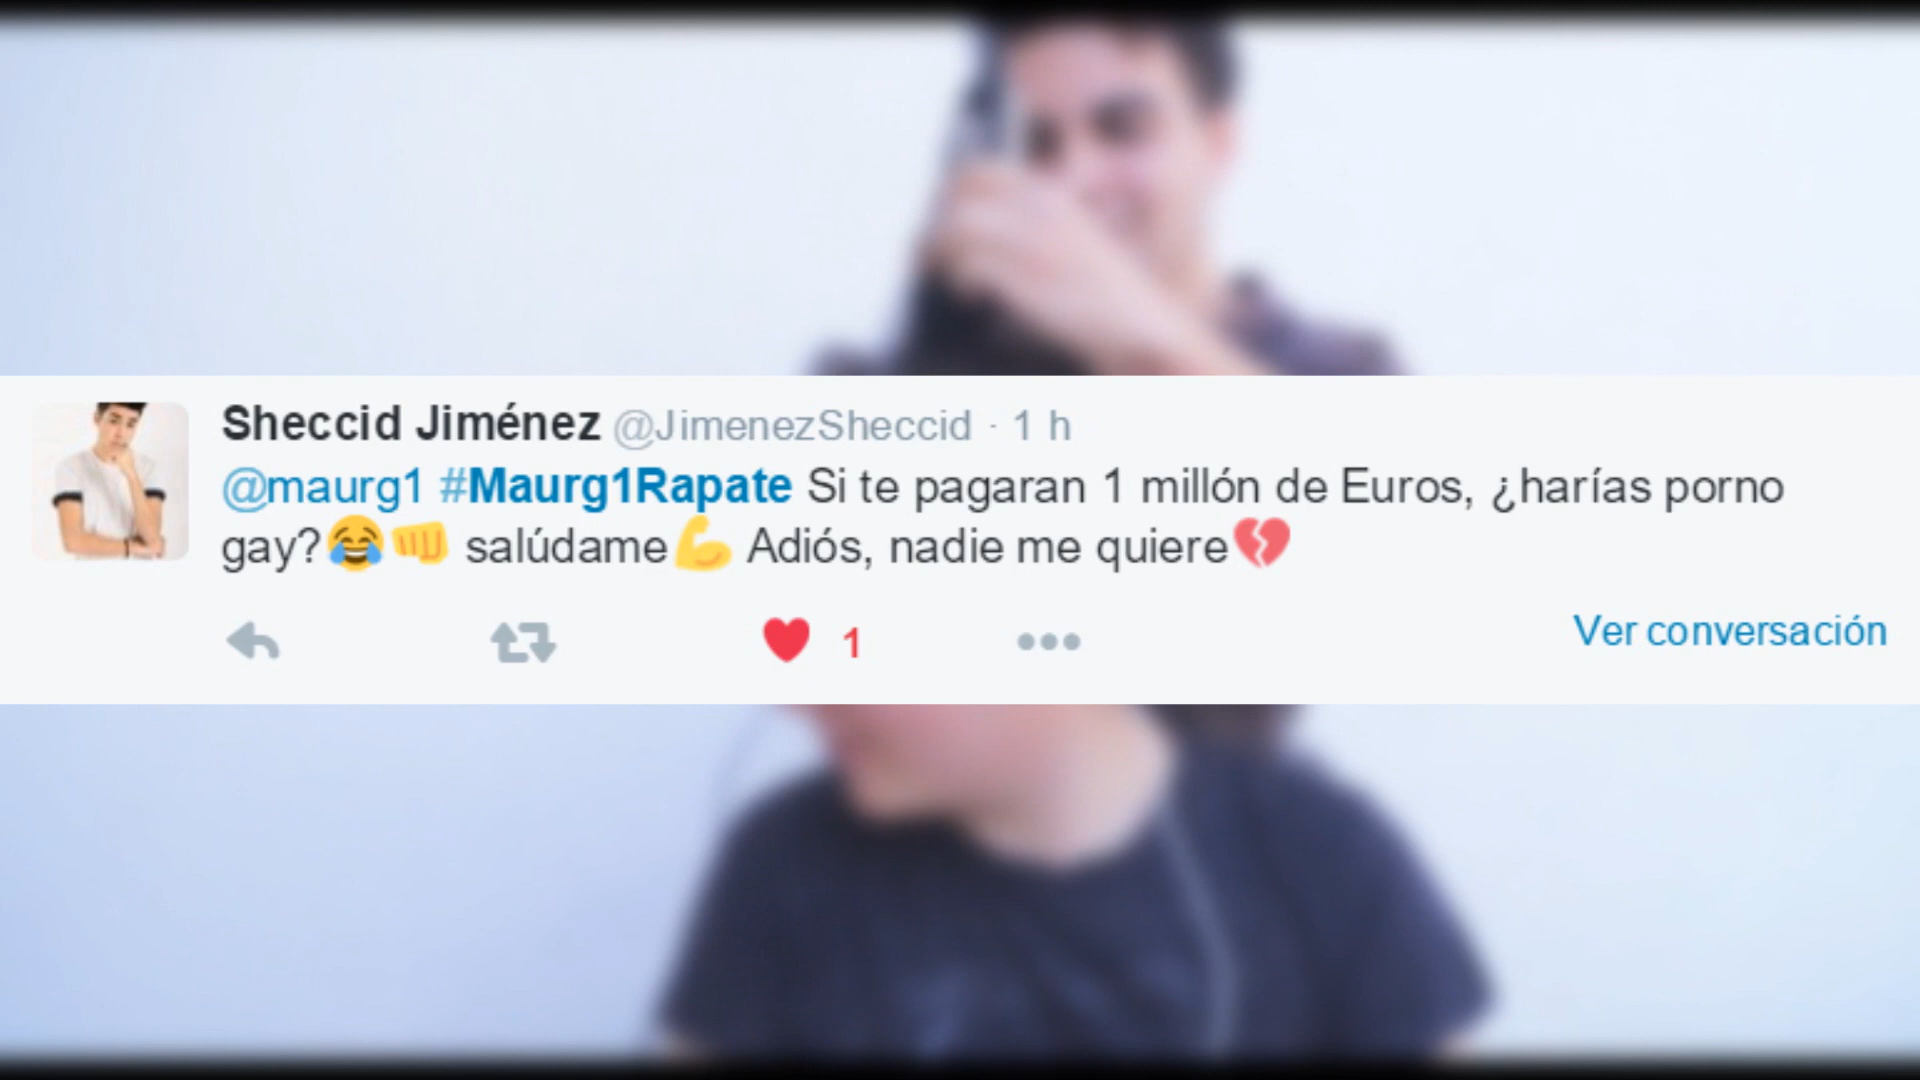 Sheccid Jiménez @JimenezSheccid · 1 h
@maurg1 #Maurg1Rapate Si te pagaran 1 millón de Euros, ¿harías porno
gay?😂👊 salúdame💪 Adiós, nadie me quiere💔
1
Ver conversación